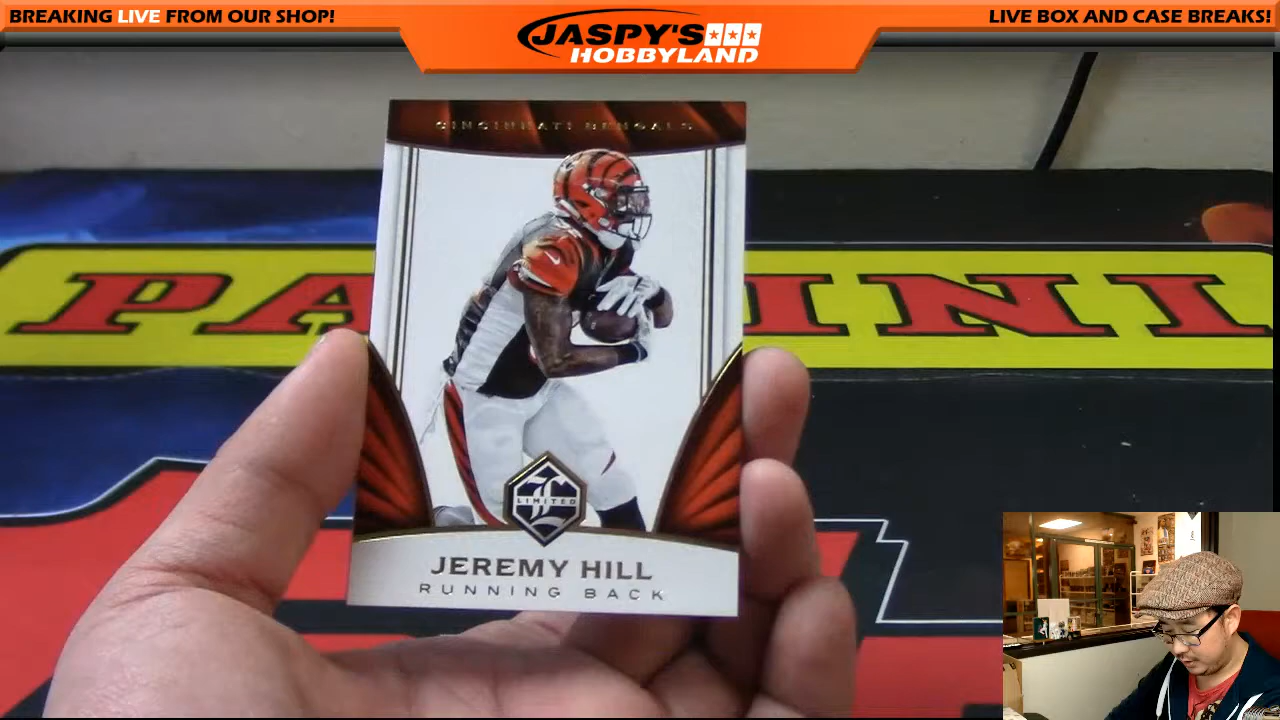 BREAKING LIVE FROM OUR SHOP!
JASPY'S
HOBBYLAND
LIVE BOX AND CASE BREAKS!
CINCINNATI BENGALS
PANINI
LIMITED
JEREMY HILL
RUNNING BACK